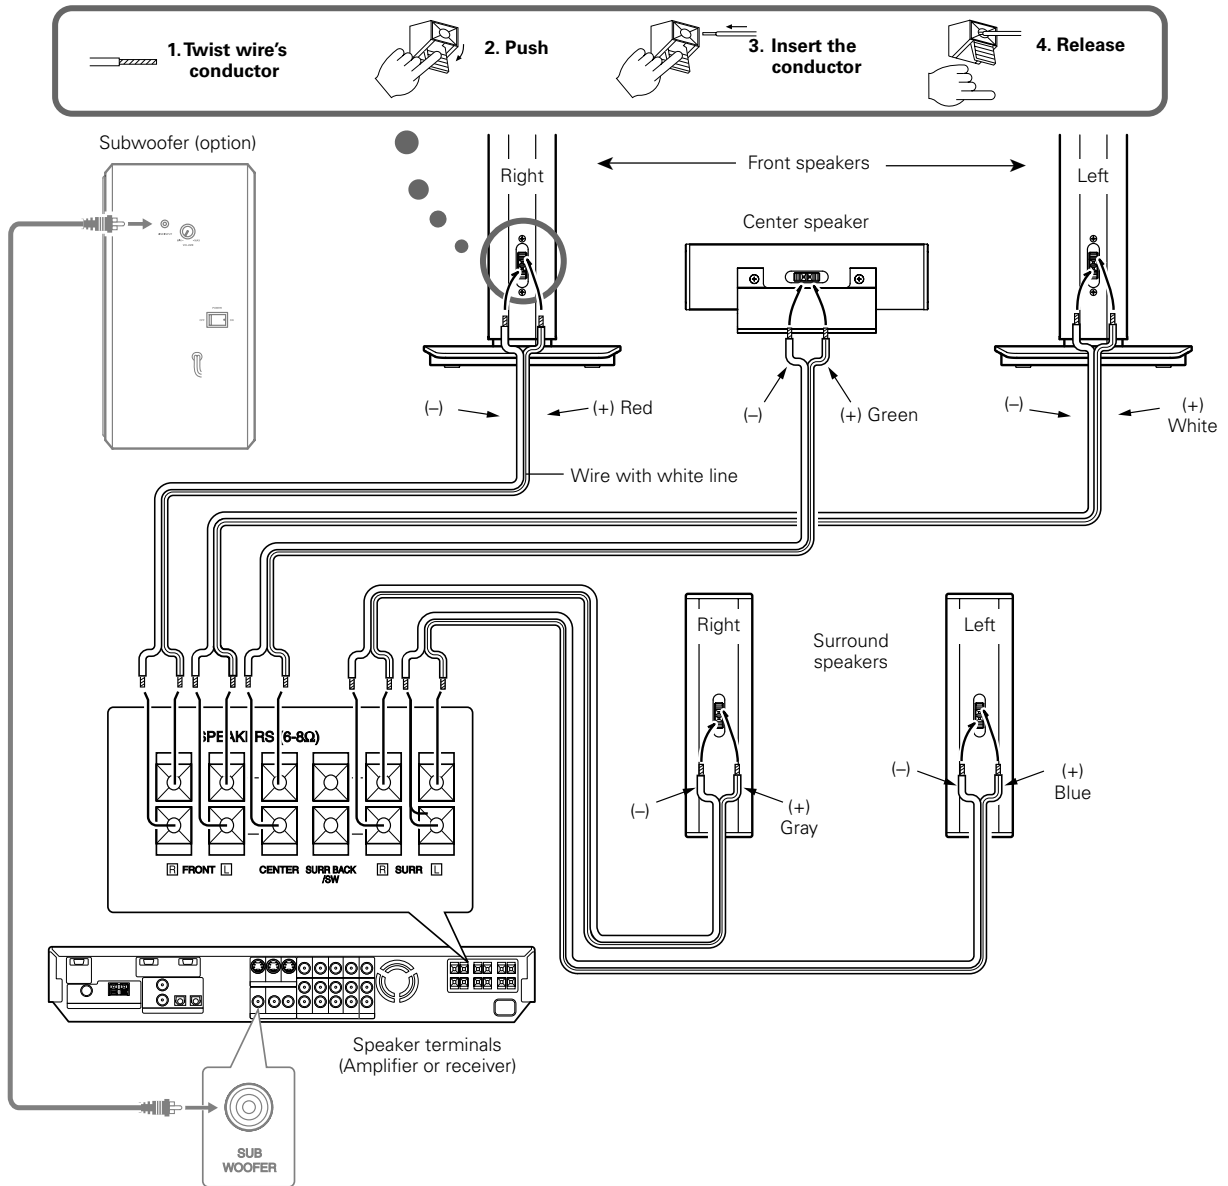 1. Twist wire's
conductor
2. Push
3. Insert the
conductor
4. Release
Subwoofer (option)
Right
Front speakers
Left
Center speaker
(–)
(+) Red
(–)
(+) Green
(–)
(+)
White
Wire with white line
Right
Surround
speakers
Left
(–)
(+)
Gray
(–)
(+)
Blue
SPEAKERS (6-8Ω)
R FRONT L
CENTER
SURR BACK
/SW
R SURR L
Speaker terminals
(Amplifier or receiver)
SUB
WOOFER